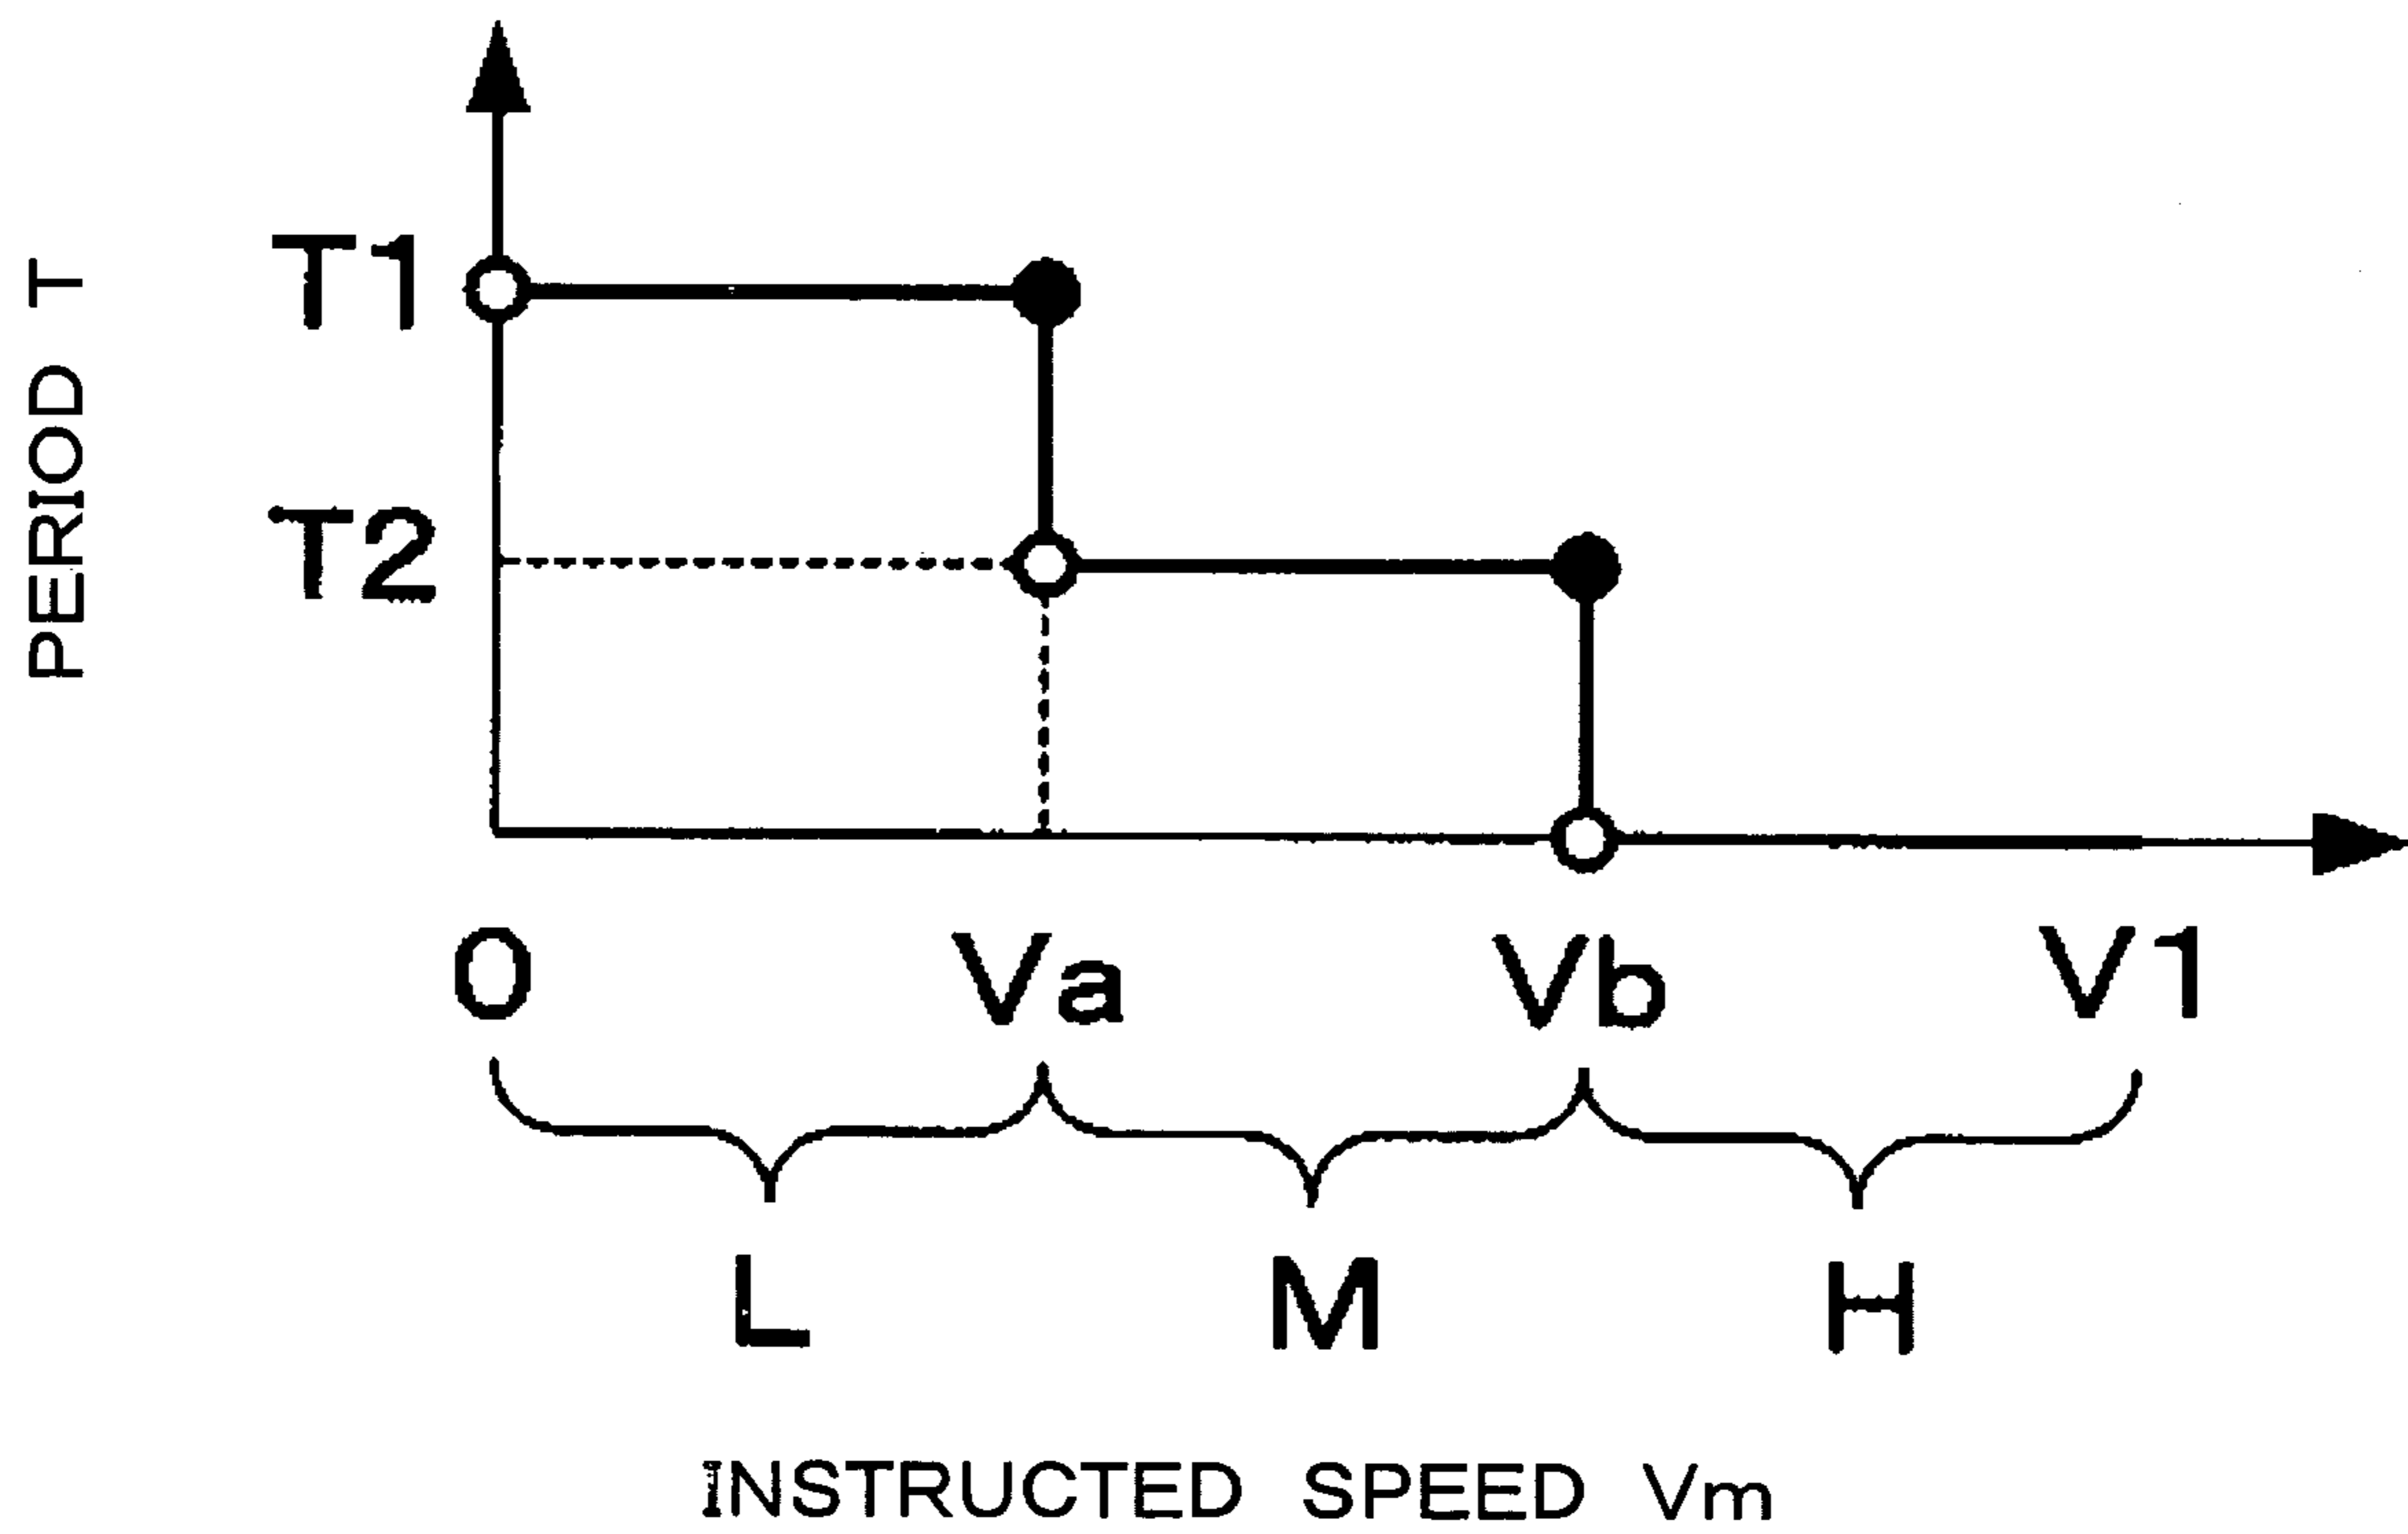 PERIOD T
T1
T2
0 Va Vb V1
L M H
INSTRUCTED SPEED Vm